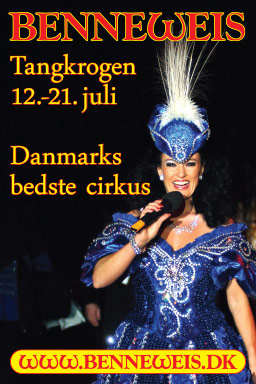 BENNEWEIS
Tangkrogen
12.-21. juli
Danmarks
bedste cirkus
WWW.BENNEWEIS.DK